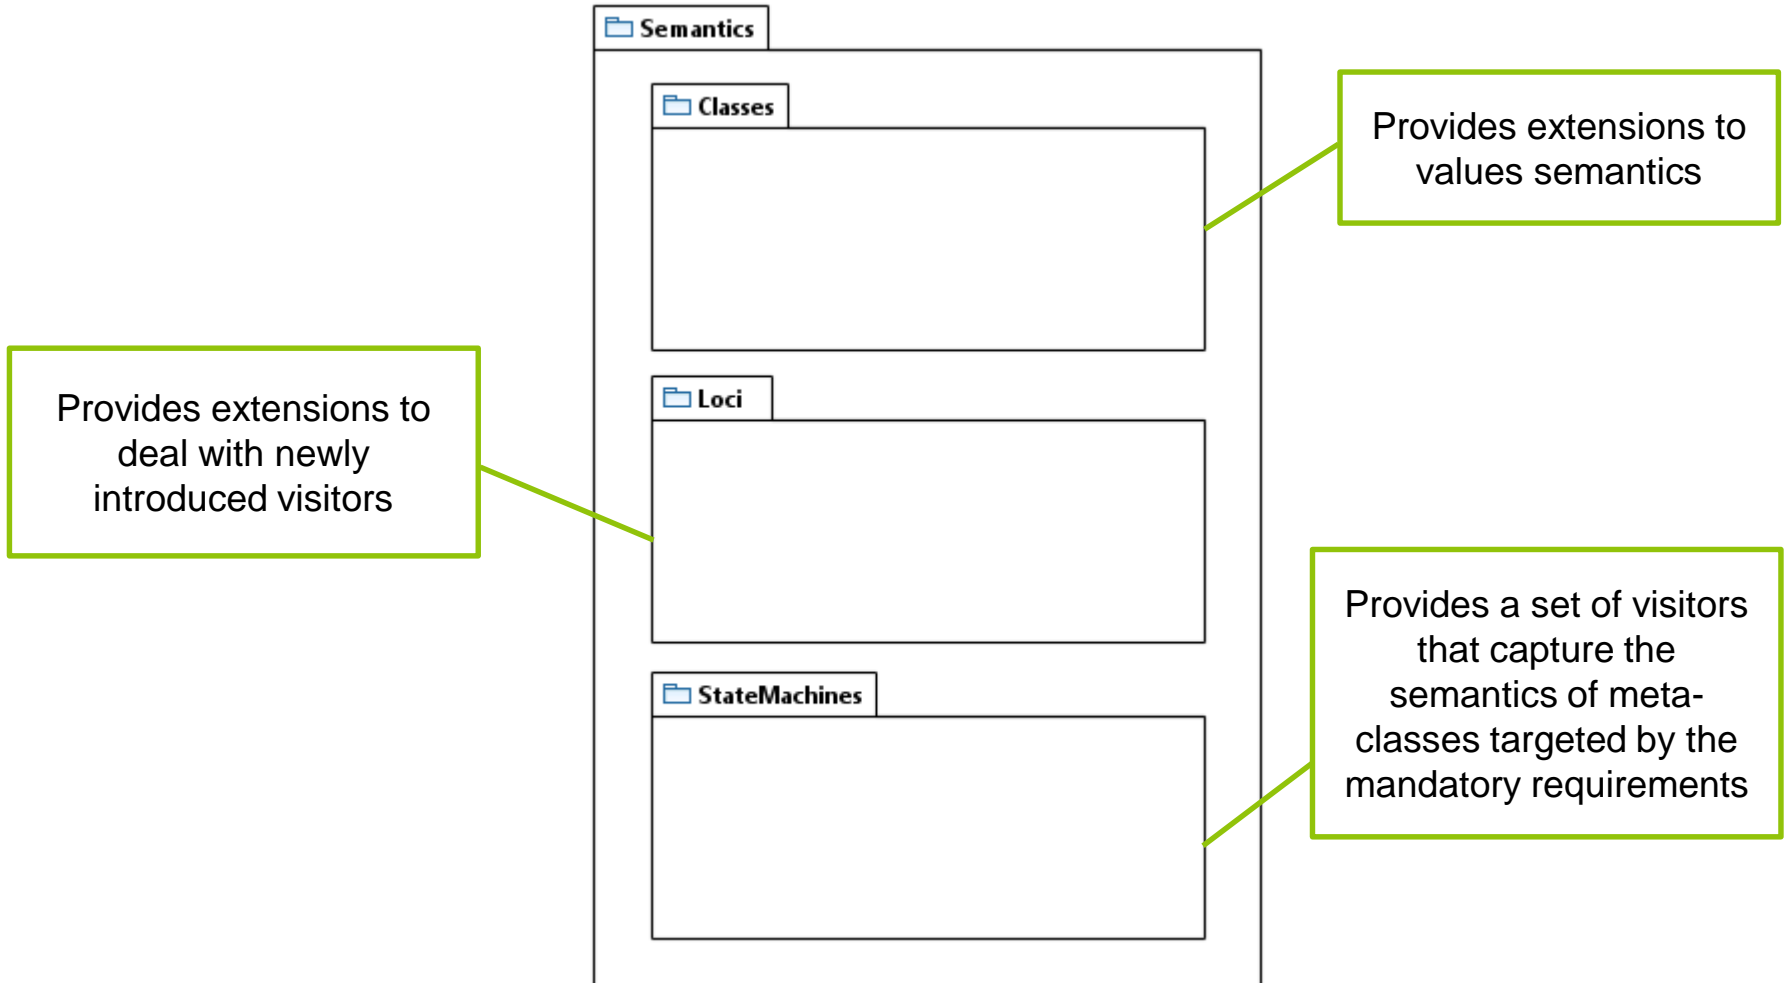 Semantics
Classes
Provides extensions to
values semantics
Loci
Provides extensions to
deal with newly
introduced visitors
StateMachines
Provides a set of visitors
that capture the
semantics of meta-
classes targeted by the
mandatory requirements